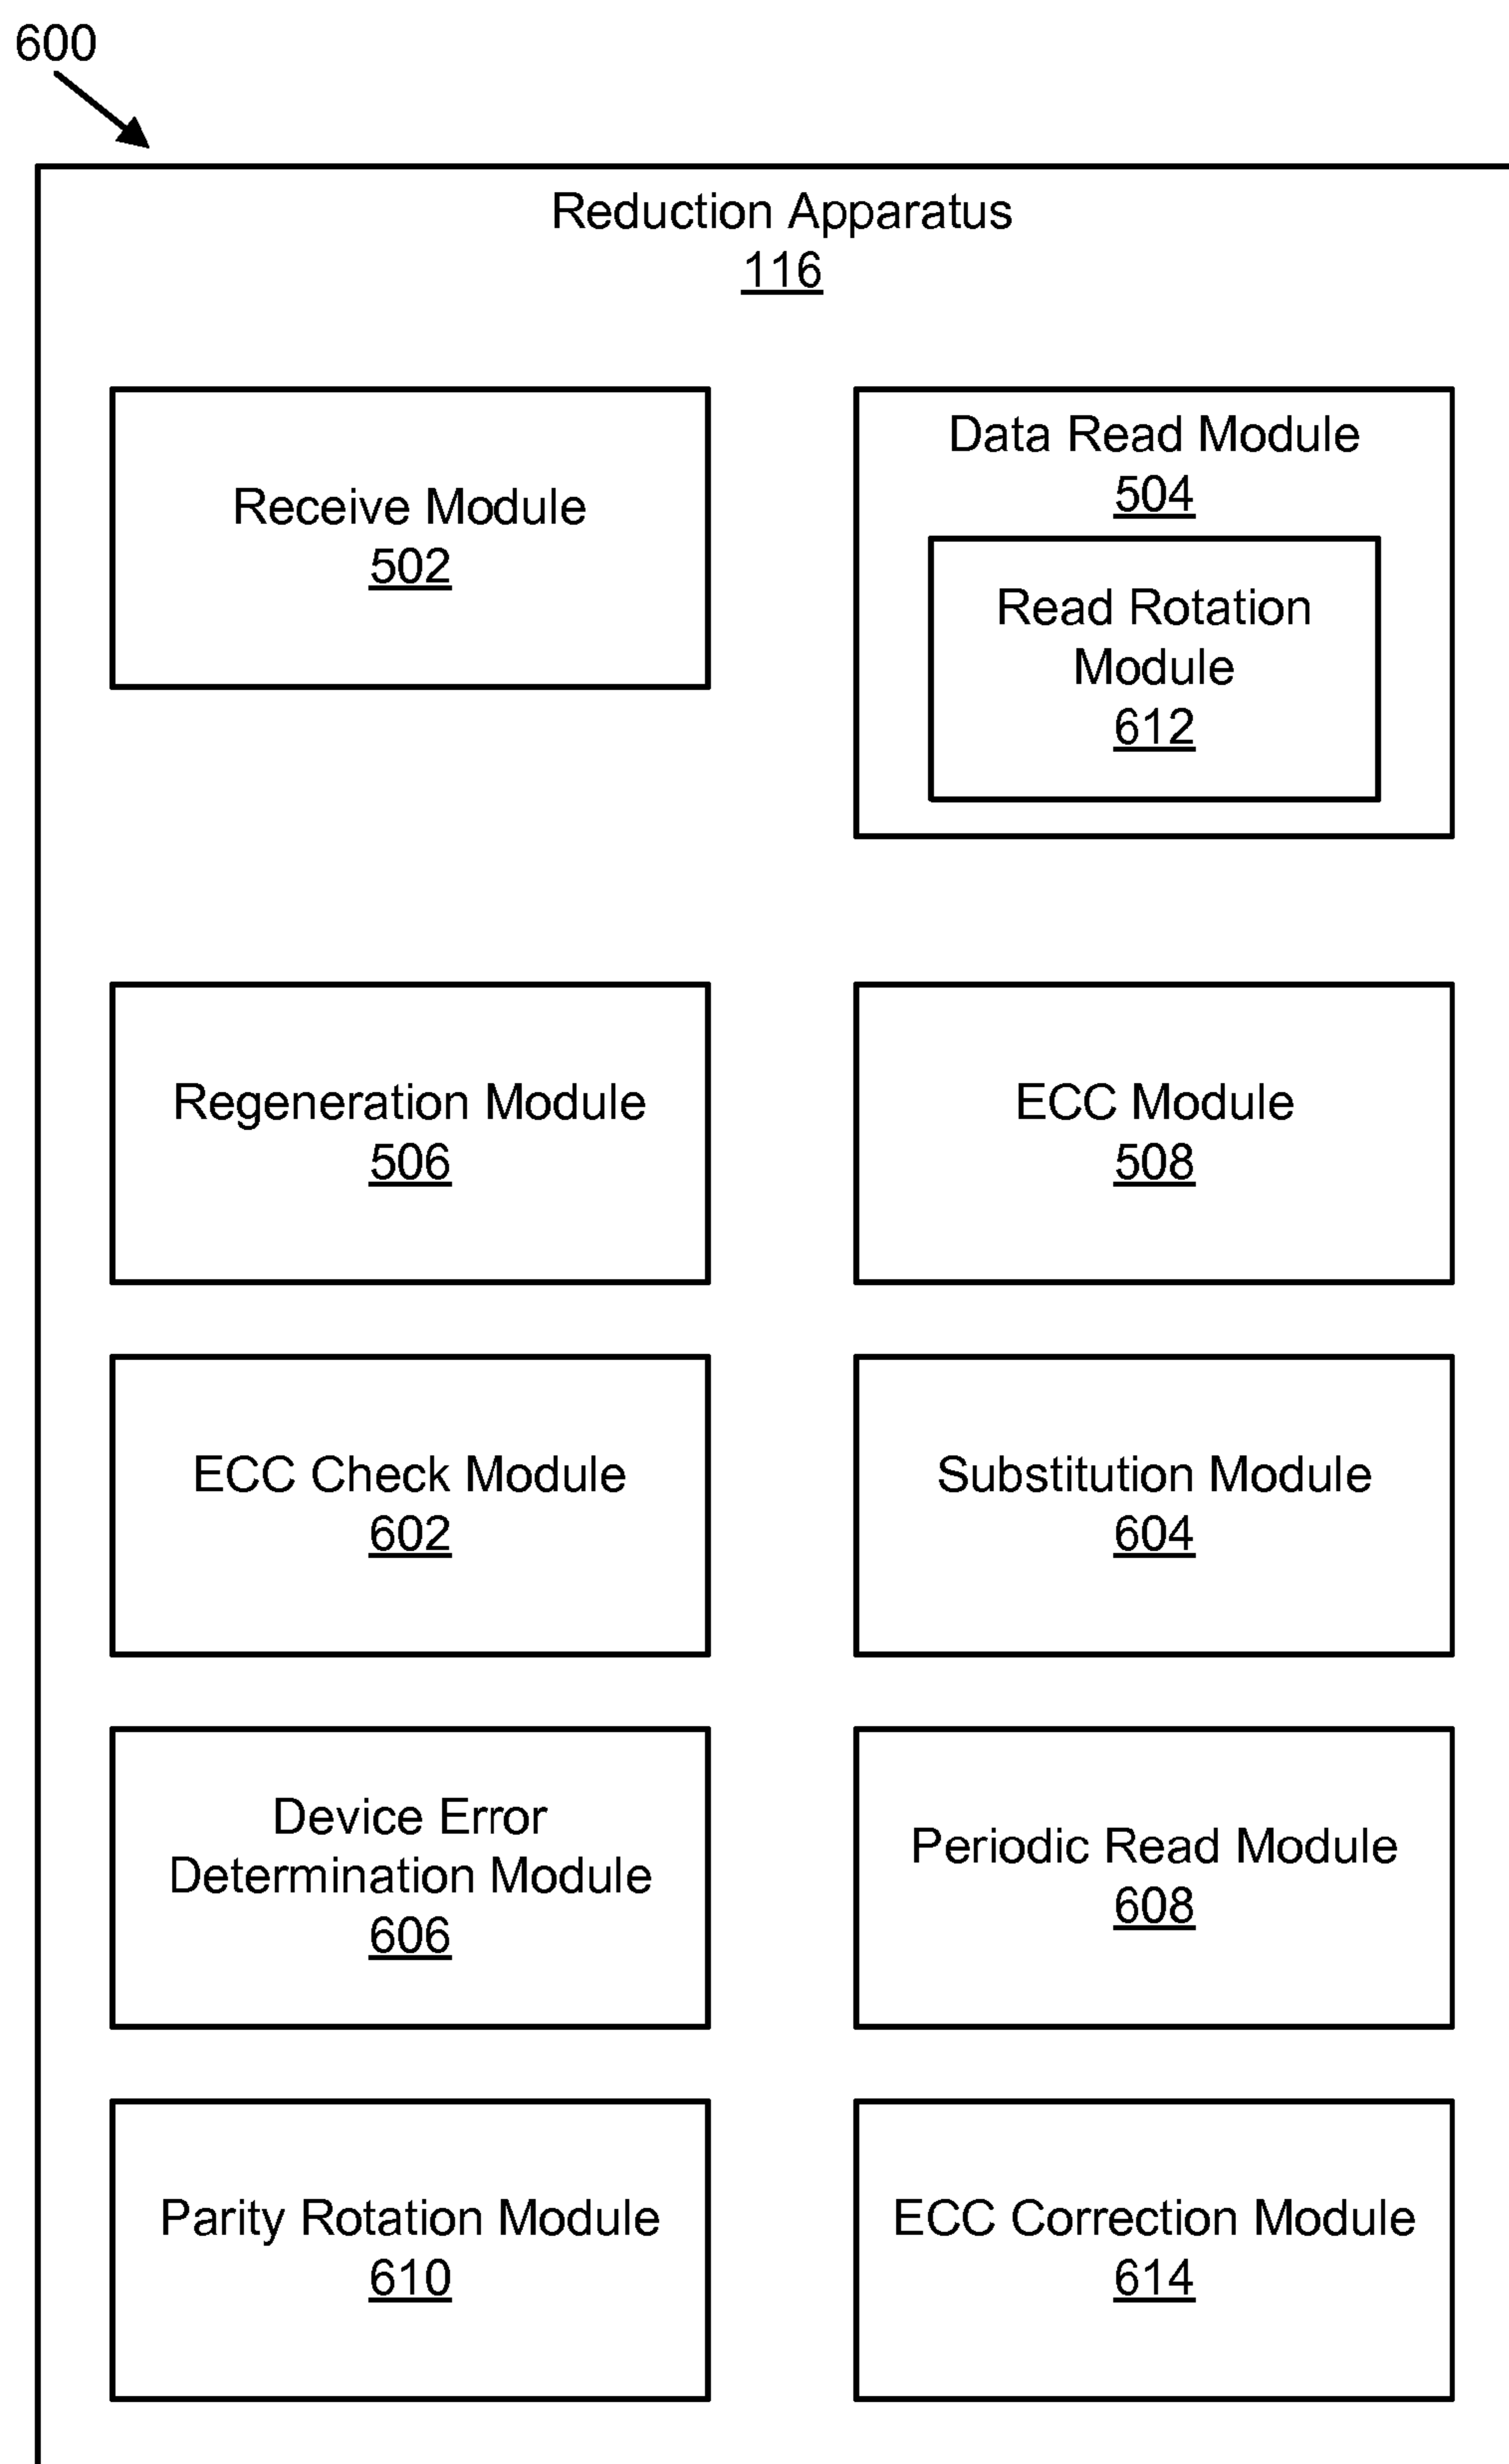 600
Reduction Apparatus
116
Receive Module
502
Data Read Module
504
Read Rotation
Module
612
Regeneration Module
506
ECC Module
508
ECC Check Module
602
Substitution Module
604
Device Error
Determination Module
606
Periodic Read Module
608
Parity Rotation Module
610
ECC Correction Module
614